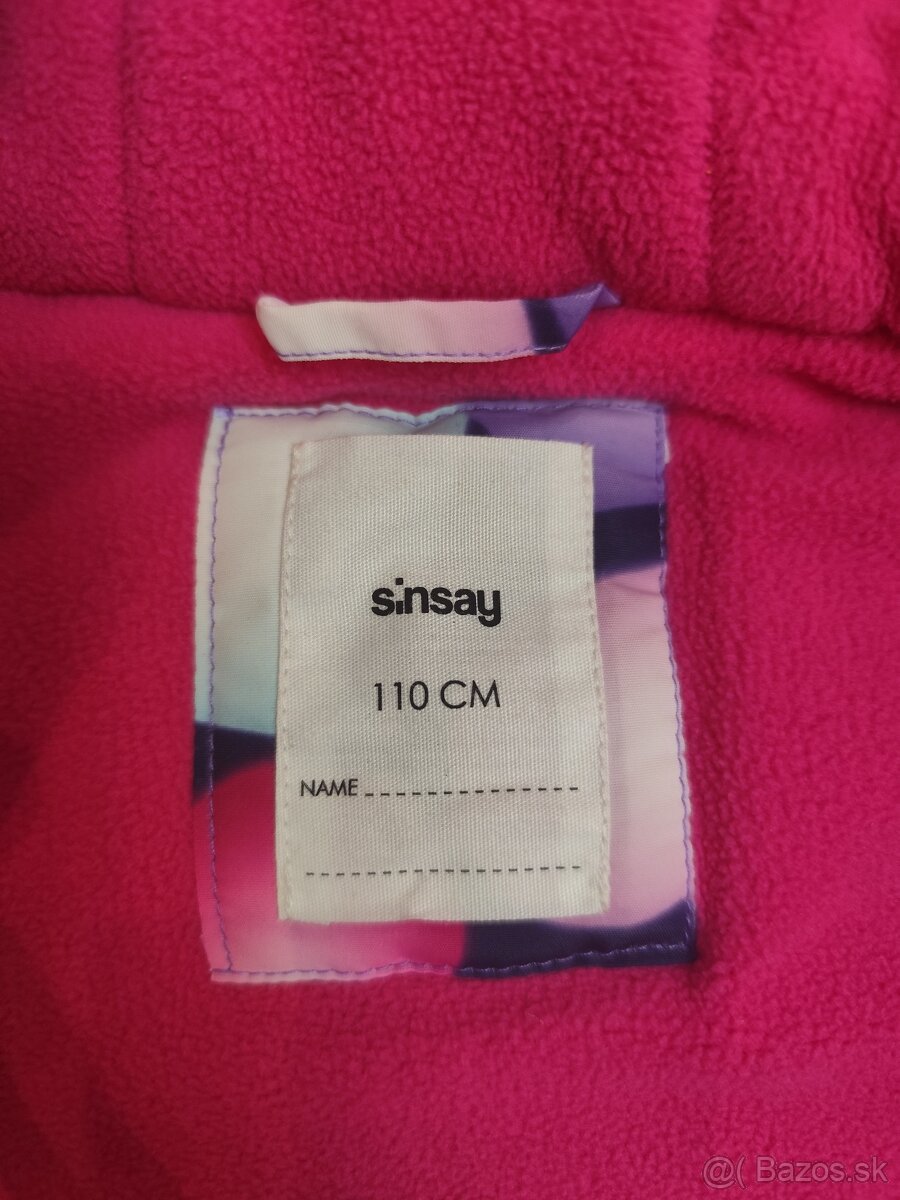 sinsay
110 CM
NAME
@( Bazos.sk